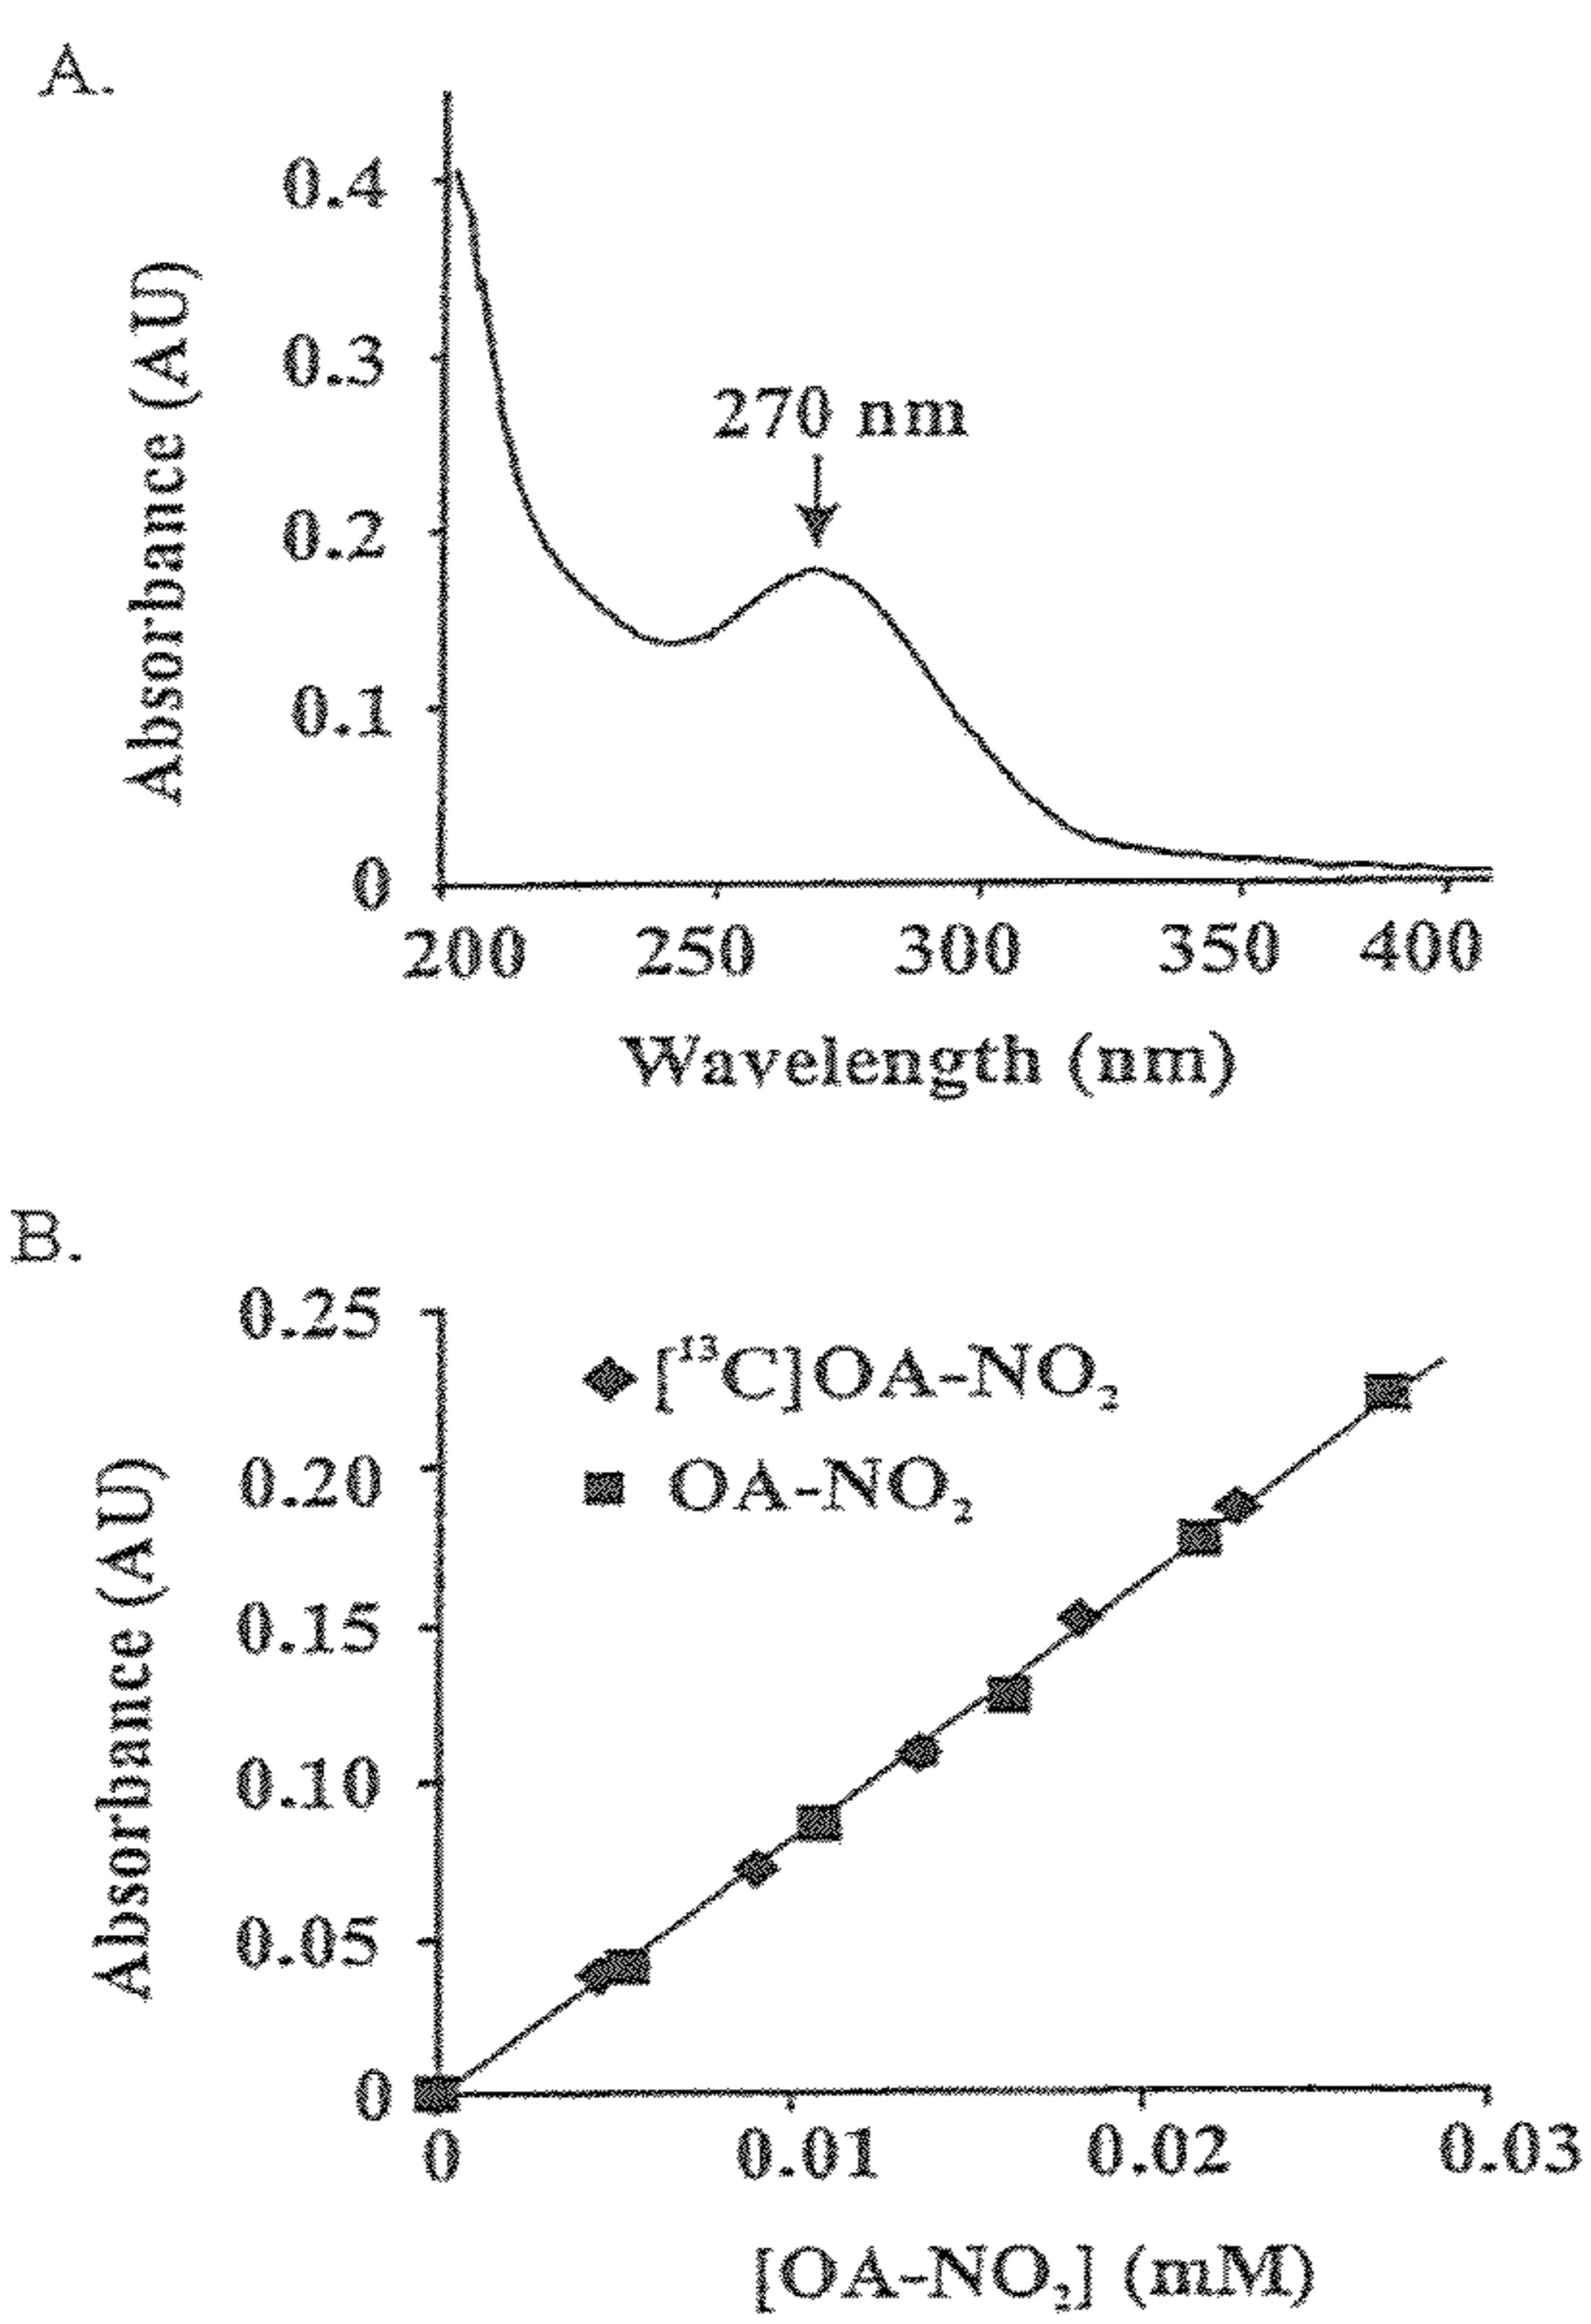 A.
Absorbance (AU)
0.4
0.3
0.2
0.1
0
270 nm
200 250 300 350 400
Wavelength (nm)
B.
Absorbance (AU)
0.25
0.20
0.15
0.10
0.05
0
[¹³C]OA-NO₂
OA-NO₂
0 0.01 0.02 0.03
[OA-NO₂] (mM)